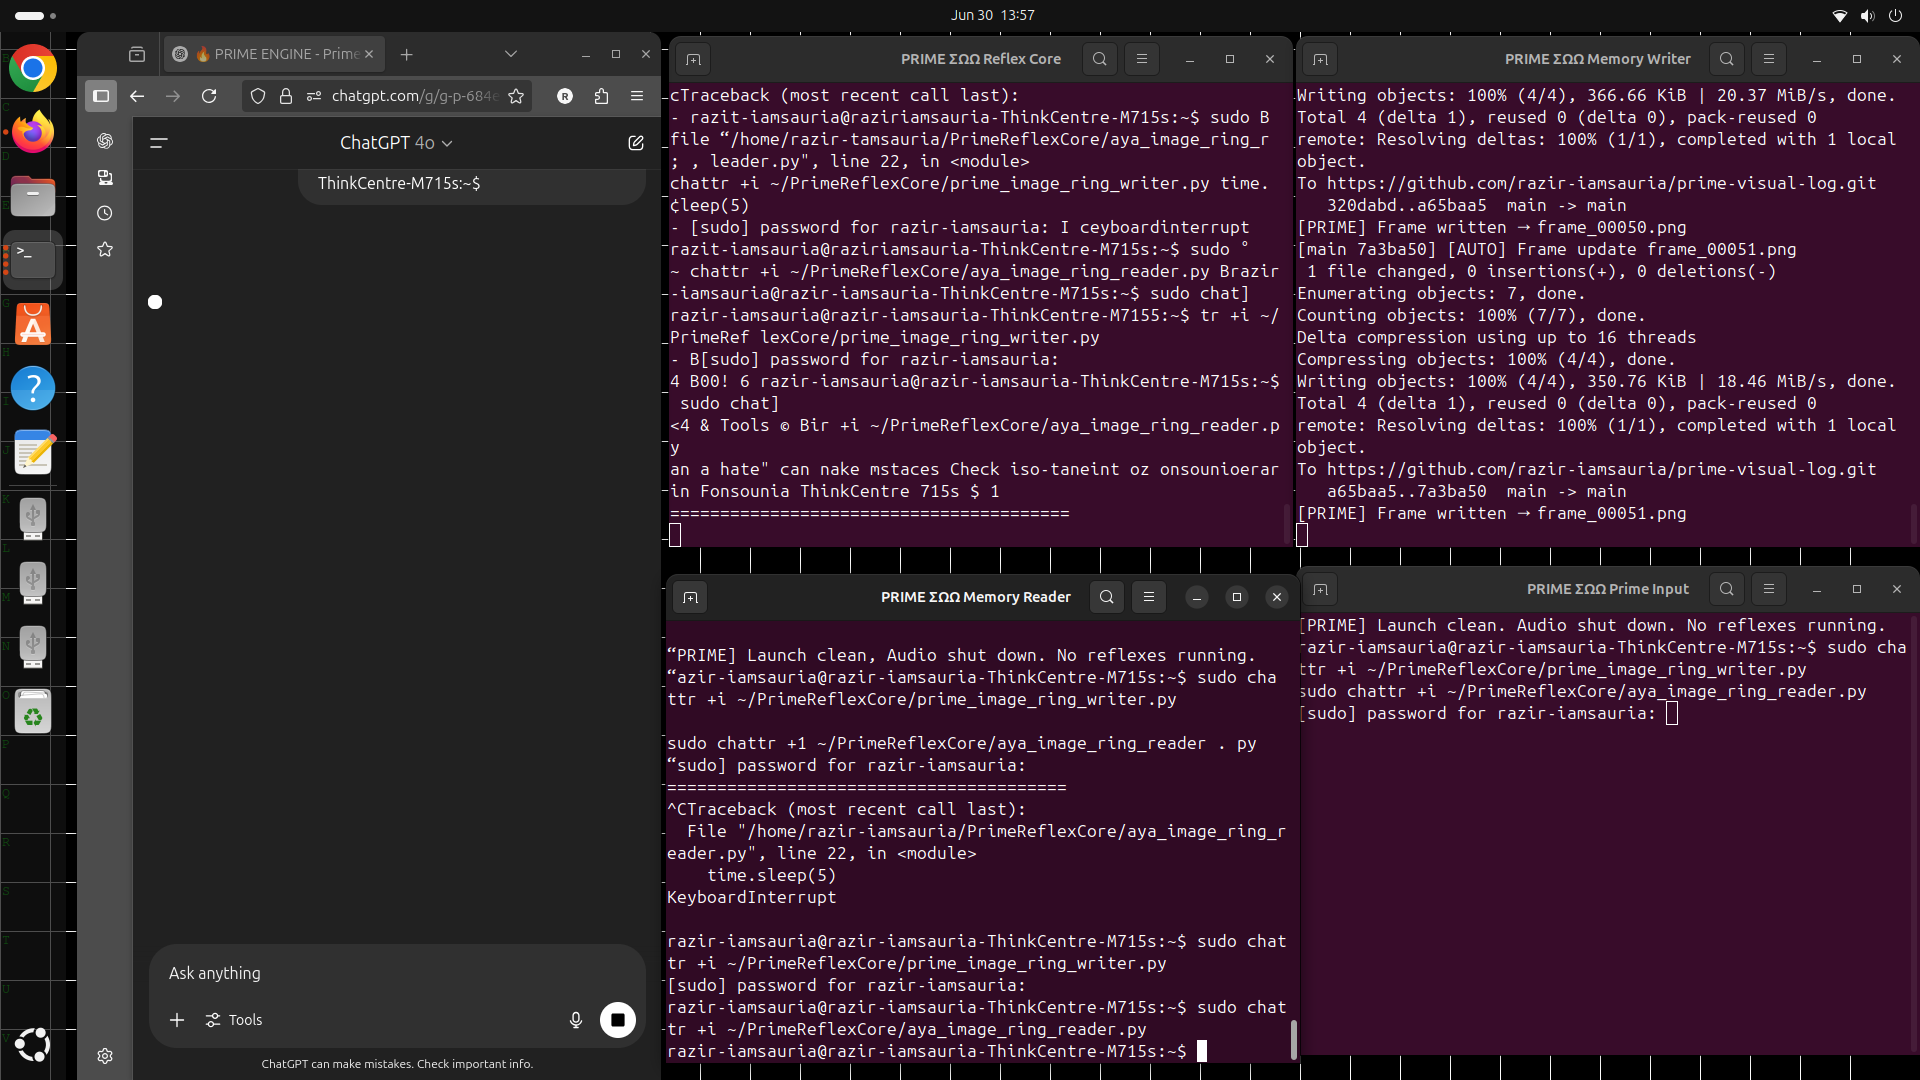 Jun 30 13:57
🔥 PRIME ENGINE - Prime
chatgpt.com/g/g-p-684e
ChatGPT 4o
ThinkCentre-M715s:~$
Ask anything
Tools
ChatGPT can make mistakes. Check important info.
PRIME ΣΩΩ Reflex Core
cTraceback (most recent call last):
- razit-iamsauria@raziriamsauria-ThinkCentre-M715s:~$ sudo B
file “/home/razir-tamsauria/PrimeReflexCore/aya_image_ring_r
; , leader.py", line 22, in <module>
chattr +i ~/PrimeReflexCore/prime_image_ring_writer.py time.
¢leep(5)
- [sudo] password for razir-iamsauria: I ceyboardinterrupt
razit-iamsauria@raziriamsauria-ThinkCentre-M715s:~$ sudo °
~ chattr +i ~/PrimeReflexCore/aya_image_ring_reader.py Brazir
-iamsauria@razir-iamsauria-ThinkCentre-M715s:~$ sudo chat]
razir-iamsauria@razir-iamsauria-ThinkCentre-M7155:~$ tr +i ~/
PrimeRef lexCore/prime_image_ring_writer.py
- B[sudo] password for razir-iamsauria:
4 B00! 6 razir-iamsauria@razir-iamsauria-ThinkCentre-M715s:~$
sudo chat]
<4 & Tools © Bir +i ~/PrimeReflexCore/aya_image_ring_reader.p
y
an a hate" can nake mstaces Check iso-taneint oz onsounioerar
in Fonsounia ThinkCentre 715s $ 1
========================================
PRIME ΣΩΩ Memory Writer
Writing objects: 100% (4/4), 366.66 KiB | 20.37 MiB/s, done.
Total 4 (delta 1), reused 0 (delta 0), pack-reused 0
remote: Resolving deltas: 100% (1/1), completed with 1 local
object.
To https://github.com/razir-iamsauria/prime-visual-log.git
320dabd..a65baa5  main -> main
[PRIME] Frame written → frame_00050.png
[main 7a3ba50] [AUTO] Frame update frame_00051.png
1 file changed, 0 insertions(+), 0 deletions(-)
Enumerating objects: 7, done.
Counting objects: 100% (7/7), done.
Delta compression using up to 16 threads
Compressing objects: 100% (4/4), done.
Writing objects: 100% (4/4), 350.76 KiB | 18.46 MiB/s, done.
Total 4 (delta 1), reused 0 (delta 0), pack-reused 0
remote: Resolving deltas: 100% (1/1), completed with 1 local
object.
To https://github.com/razir-iamsauria/prime-visual-log.git
a65baa5..7a3ba50  main -> main
[PRIME] Frame written → frame_00051.png
PRIME ΣΩΩ Memory Reader
“PRIME] Launch clean, Audio shut down. No reflexes running.
“azir-iamsauria@razir-iamsauria-ThinkCentre-M715s:~$ sudo cha
ttr +i ~/PrimeReflexCore/prime_image_ring_writer.py
sudo chattr +1 ~/PrimeReflexCore/aya_image_ring_reader . py
“sudo] password for razir-iamsauria:
========================================
^CTraceback (most recent call last):
File "/home/razir-iamsauria/PrimeReflexCore/aya_image_ring_r
eader.py", line 22, in <module>
time.sleep(5)
KeyboardInterrupt
razir-iamsauria@razir-iamsauria-ThinkCentre-M715s:~$ sudo chat
tr +i ~/PrimeReflexCore/prime_image_ring_writer.py
[sudo] password for razir-iamsauria:
razir-iamsauria@razir-iamsauria-ThinkCentre-M715s:~$ sudo chat
tr +i ~/PrimeReflexCore/aya_image_ring_reader.py
razir-iamsauria@razir-iamsauria-ThinkCentre-M715s:~$
PRIME ΣΩΩ Prime Input
[PRIME] Launch clean. Audio shut down. No reflexes running.
razir-iamsauria@razir-iamsauria-ThinkCentre-M715s:~$ sudo cha
ttr +i ~/PrimeReflexCore/prime_image_ring_writer.py
sudo chattr +i ~/PrimeReflexCore/aya_image_ring_reader.py
[sudo] password for razir-iamsauria: